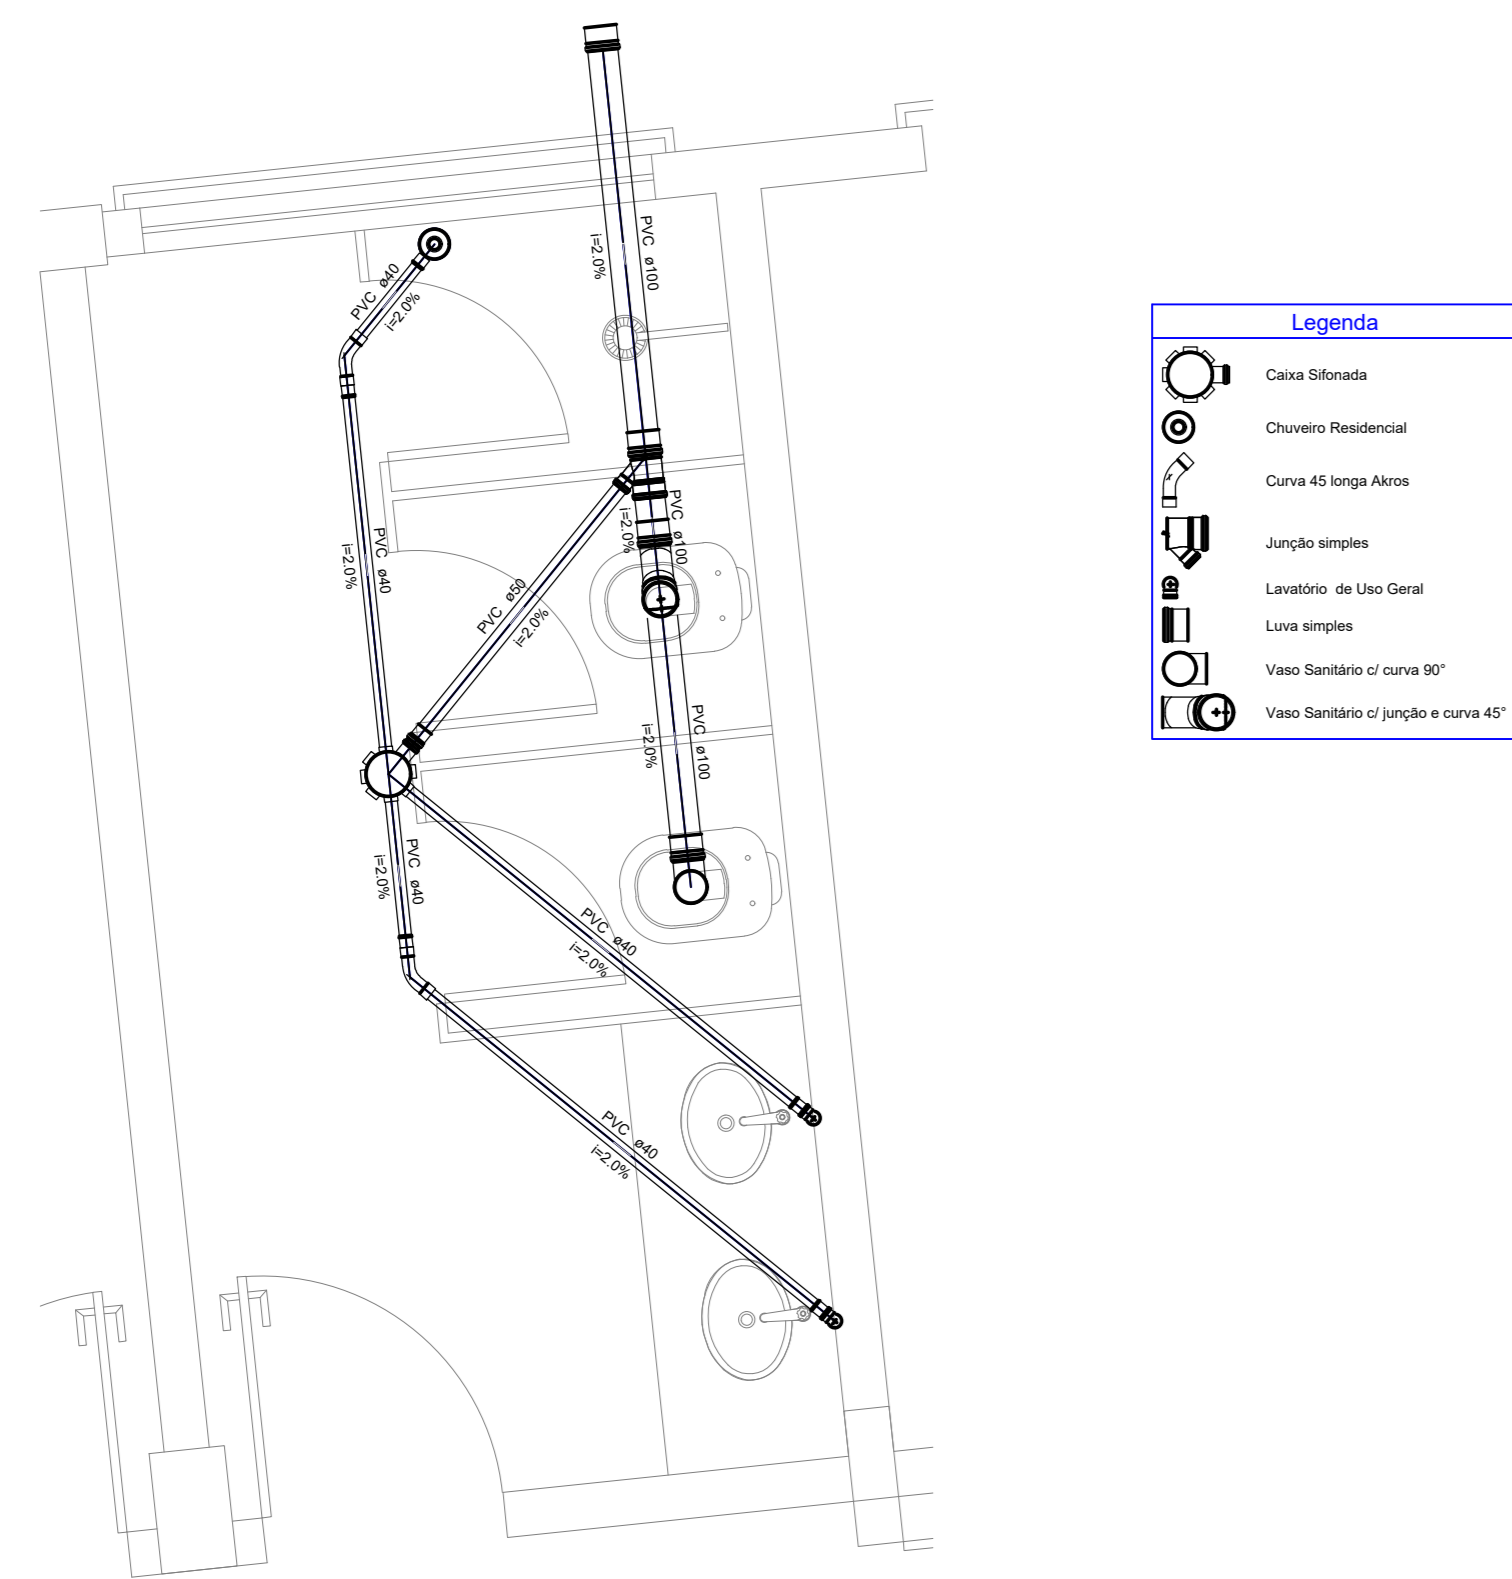 PVC ø100
i=2.0%
PVC ø40
i=2.0%
PVC ø100
i=2.0%
PVC ø40
i=2.0%
PVC ø50
i=2.0%
PVC ø100
i=2.0%
PVC ø40
i=2.0%
PVC ø40
i=2.0%
PVC ø40
i=2.0%
Legenda
Caixa Sifonada
Chuveiro Residencial
Curva 45 longa Akros
Junção simples
Lavatório de Uso Geral
Luva simples
Vaso Sanitário c/ curva 90°
Vaso Sanitário c/ junção e curva 45°